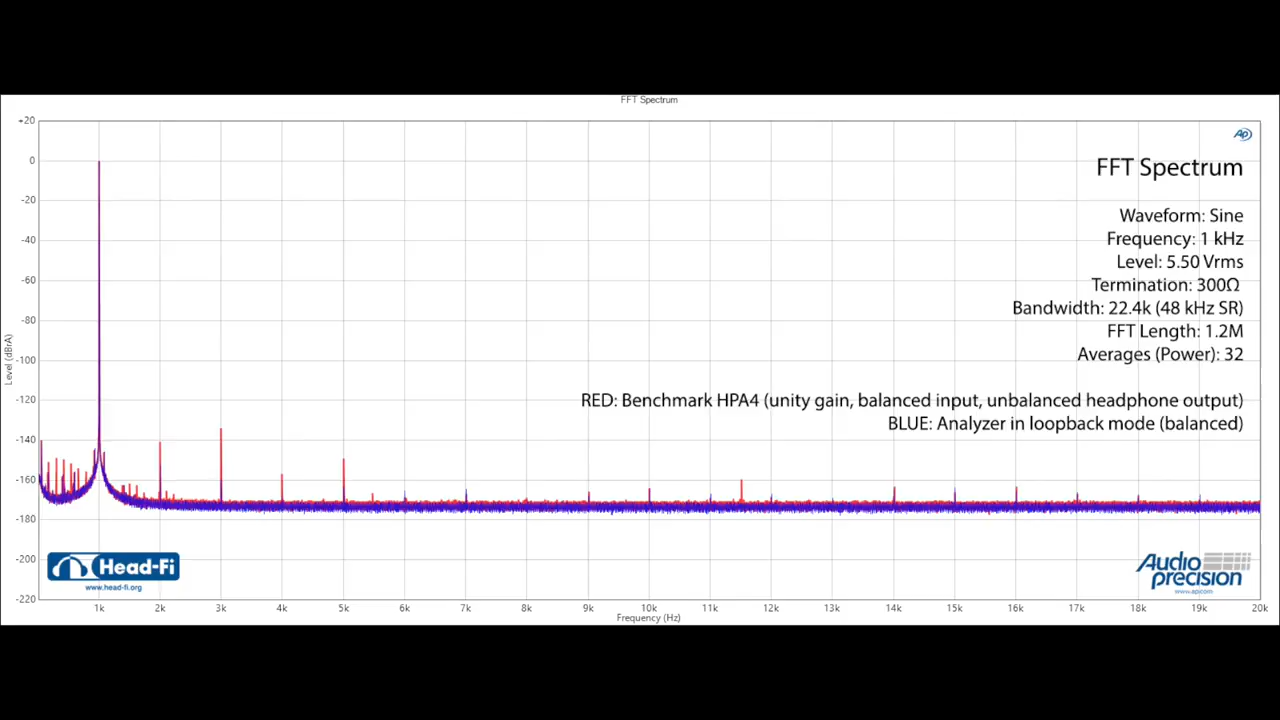 FFT Spectrum
+20
0
-20
-40
-60
-80
-100
-120
-140
-160
-180
-200
-220
Level (dBrA)
AP
FFT Spectrum
Waveform: Sine
Frequency: 1 kHz
Level: 5.50 Vrms
Termination: 300Ω
Bandwidth: 22.4k (48 kHz SR)
FFT Length: 1.2M
Averages (Power): 32
RED: Benchmark HPA4 (unity gain, balanced input, unbalanced headphone output)
BLUE: Analyzer in loopback mode (balanced)
Head-Fi
www.head-fi.org
Audio
precision
www.ap.com
1k 2k 3k 4k 5k 6k 7k 8k 9k 10k 11k 12k 13k 14k 15k 16k 17k 18k 19k 20k
Frequency (Hz)